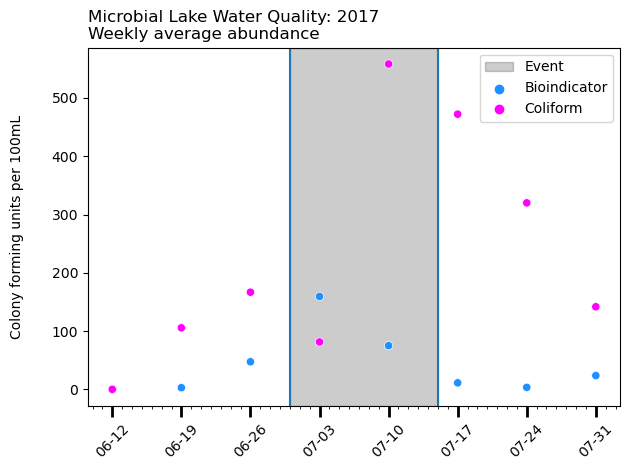 Microbial Lake Water Quality: 2017
Weekly average abundance
Colony forming units per 100mL
500
400
300
200
100
0
Event
Bioindicator
Coliform
06-12
06-19
06-26
07-03
07-10
07-17
07-24
07-31